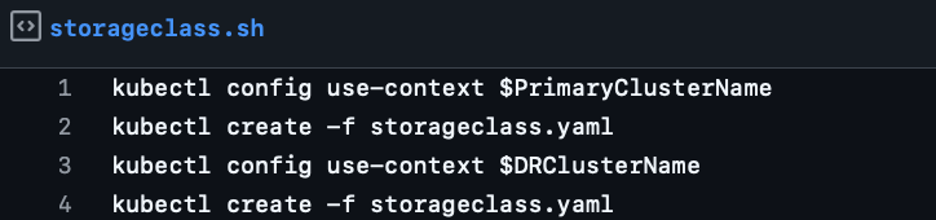 storageclass.sh
1 kubectl config use-context $PrimaryClusterName
2 kubectl create -f storageclass.yaml
3 kubectl config use-context $DRClusterName
4 kubectl create -f storageclass.yaml